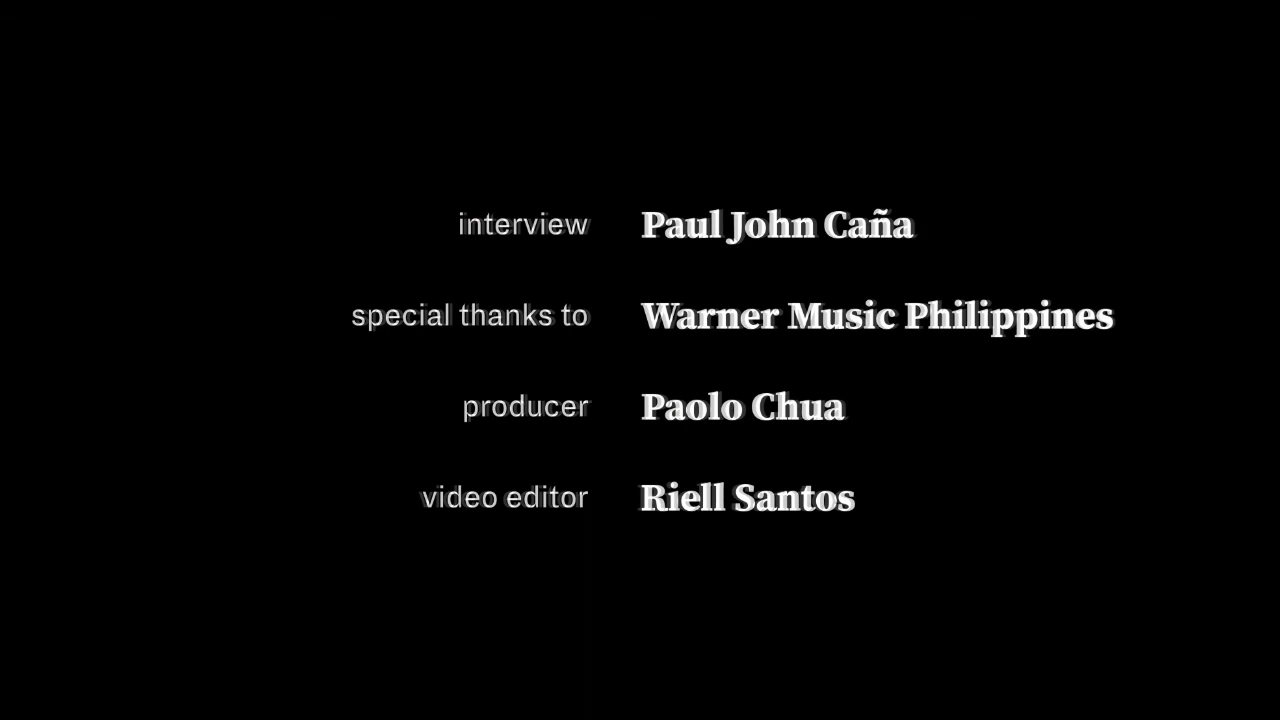 interview Paul John Caña
special thanks to Warner Music Philippines
producer Paolo Chua
video editor Riell Santos